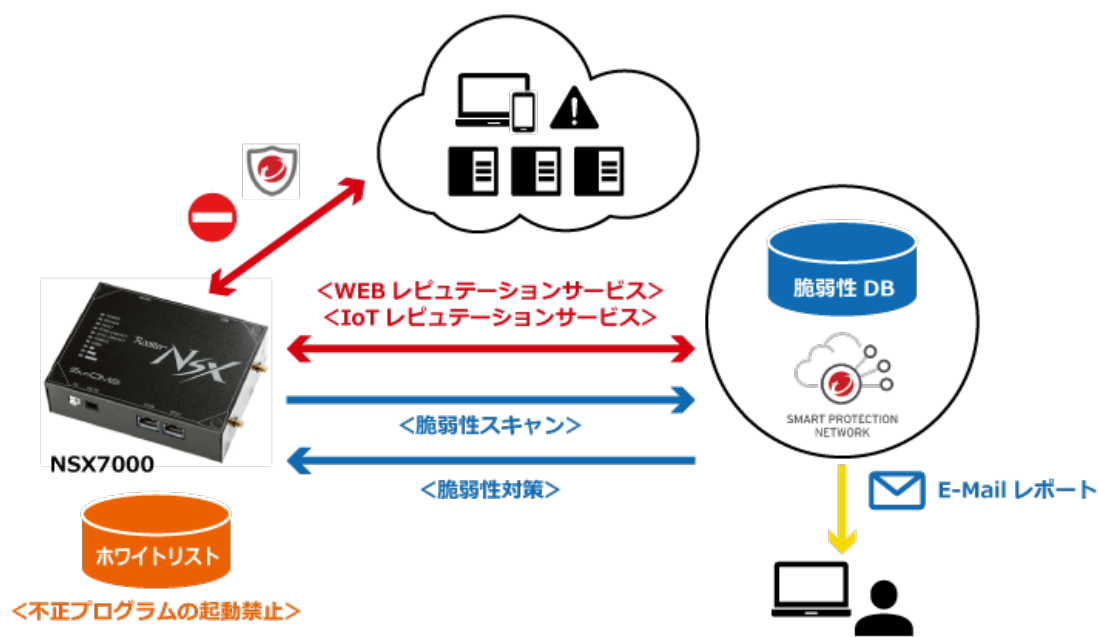 <WEB レピュテーションサービス>
<IoT レピュテーションサービス>
脆弱性 DB
Rooster
NSX
SunDMS
SMART PROTECTION
NETWORK
<脆弱性スキャン>
NSX7000
<脆弱性対策>
E-Mail レポート
ホワイトリスト
<不正プログラムの起動禁止>